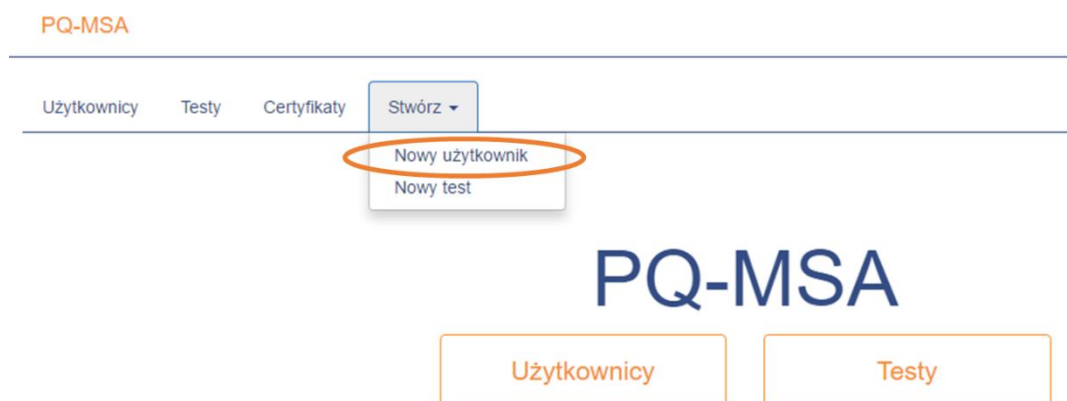 PQ-MSA
Użytkownicy Testy Certyfikaty Stwórz
Nowy użytkownik
Nowy test
PQ-MSA
Użytkownicy Testy